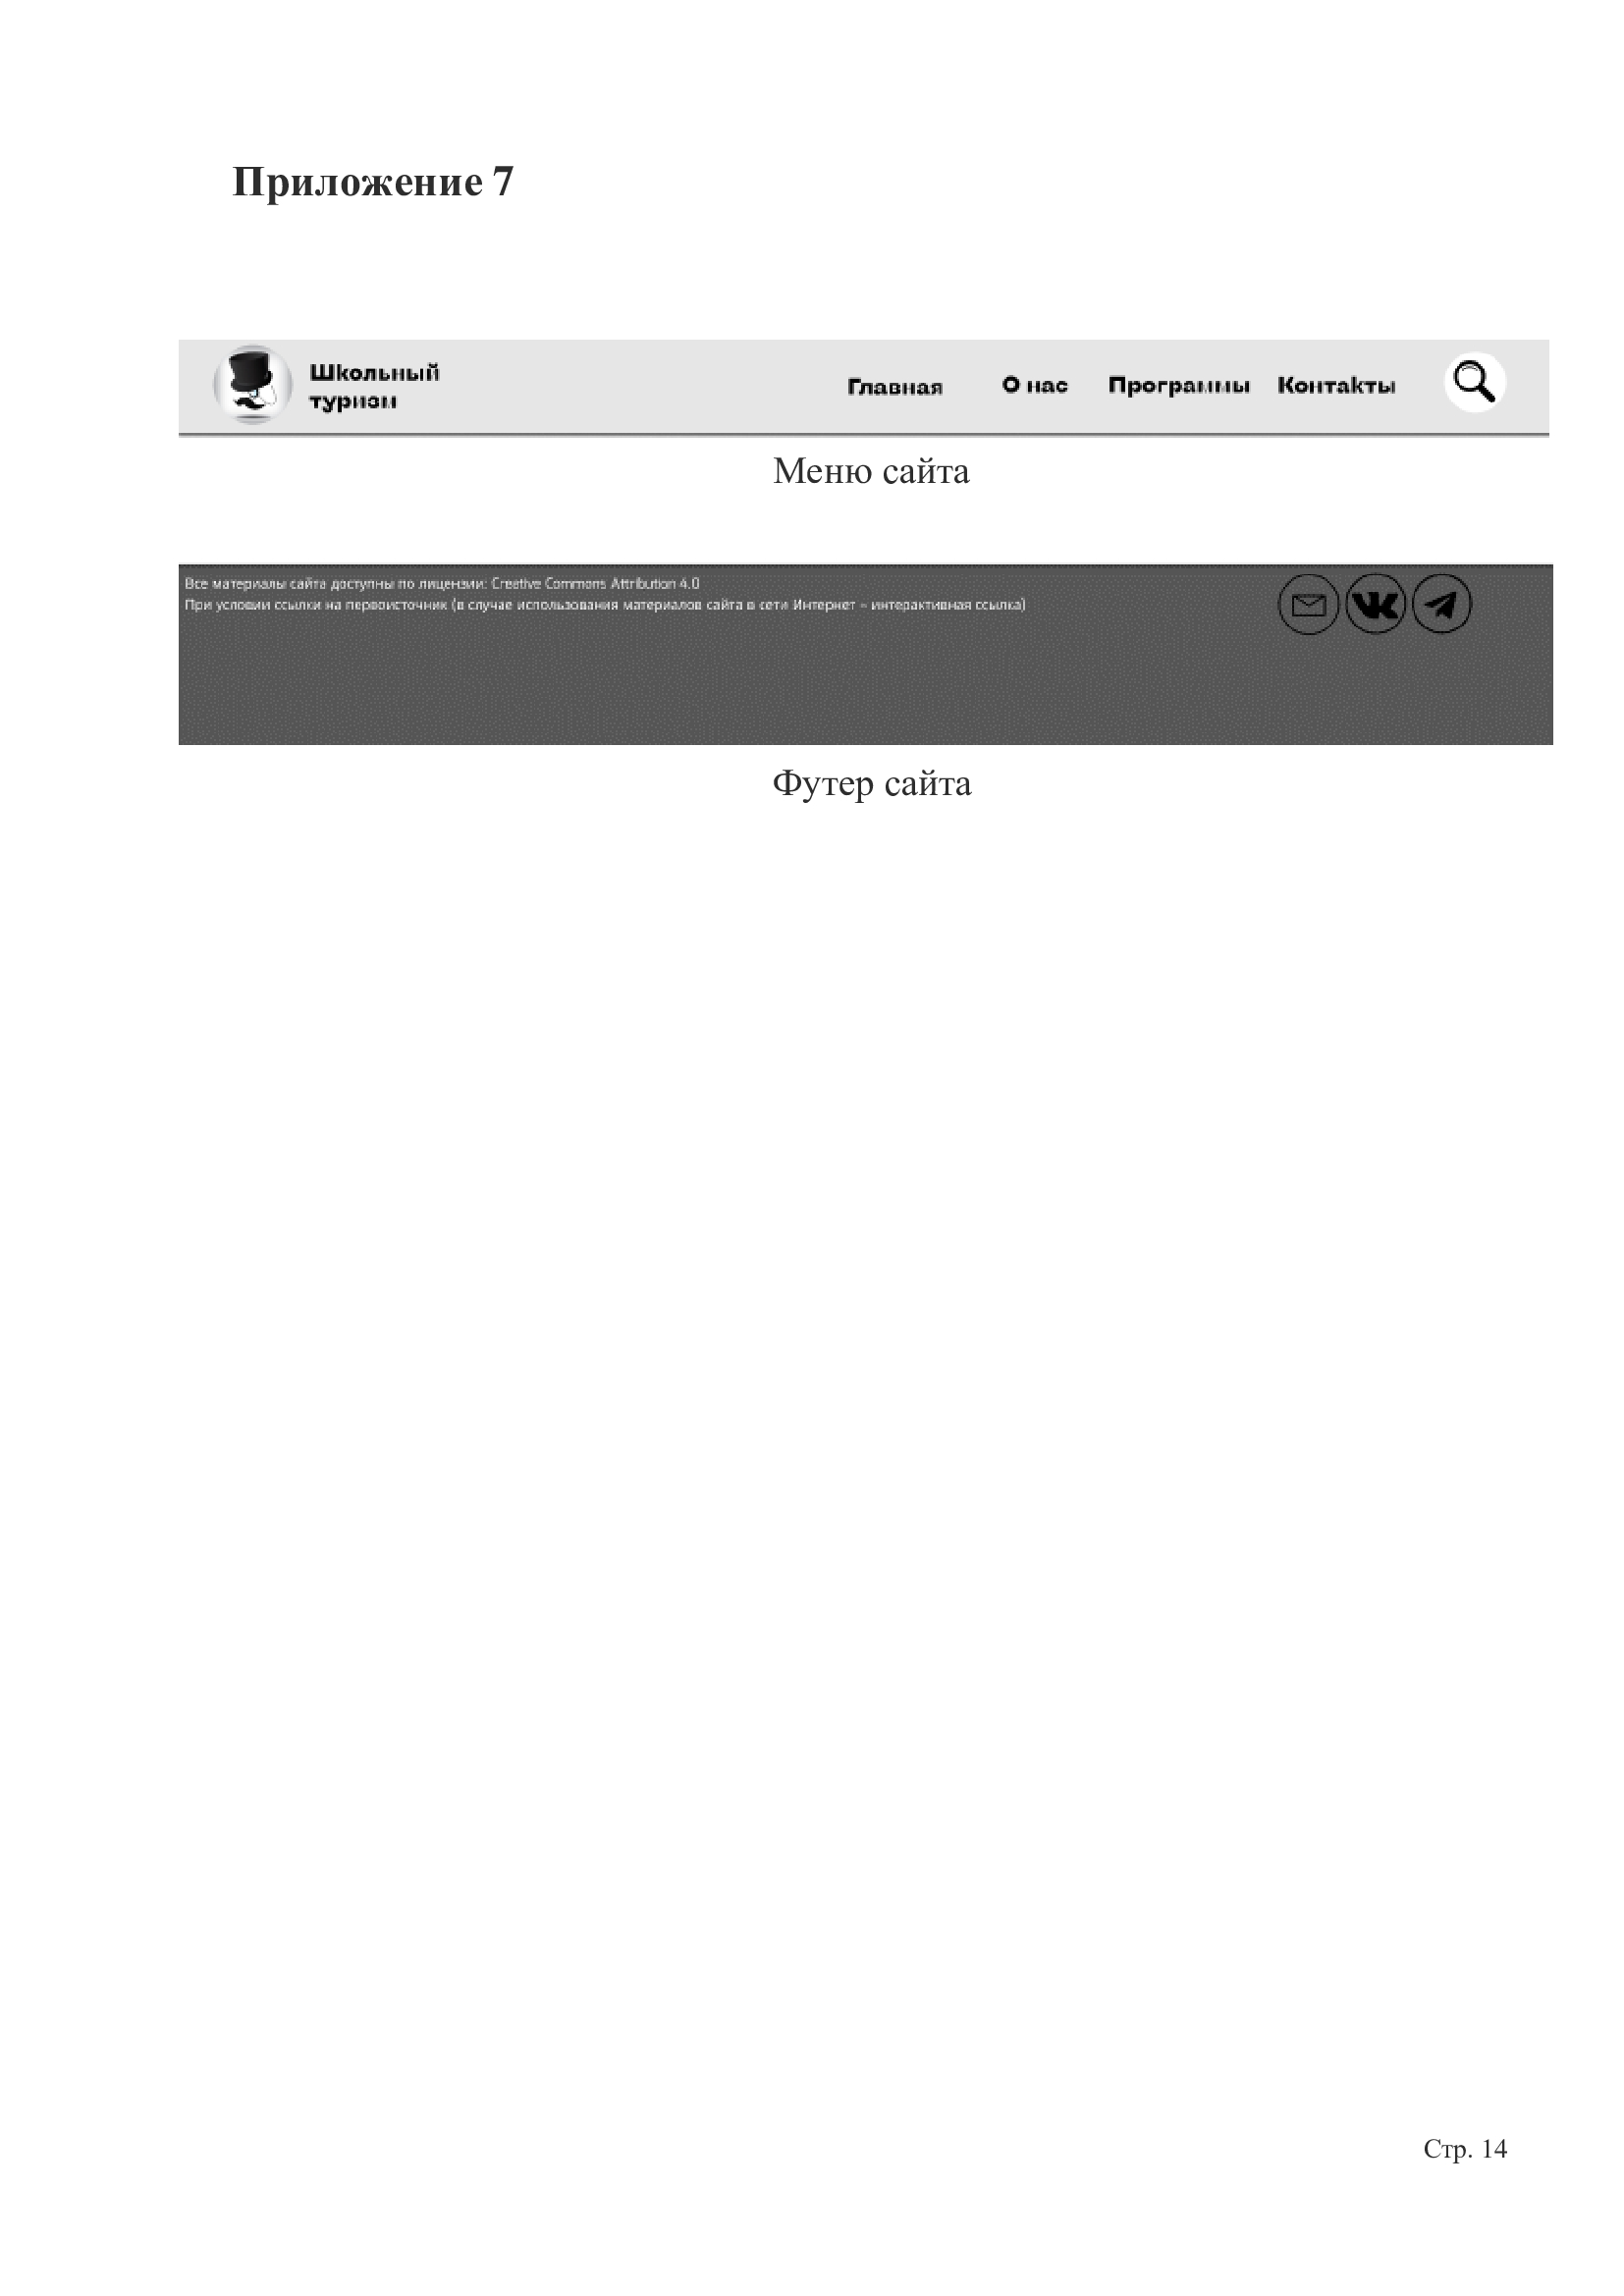 Приложение 7
Школьный
туризм
Главная О нас Программы Контакты
Меню сайта
Все материалы сайта доступны по лицензии: Creative Commons Attribution 4.0
При условии ссылки на первоисточник (в случае использования материалов сайта в сети Интернет – интерактивная ссылка)
Футер сайта
Стр. 14